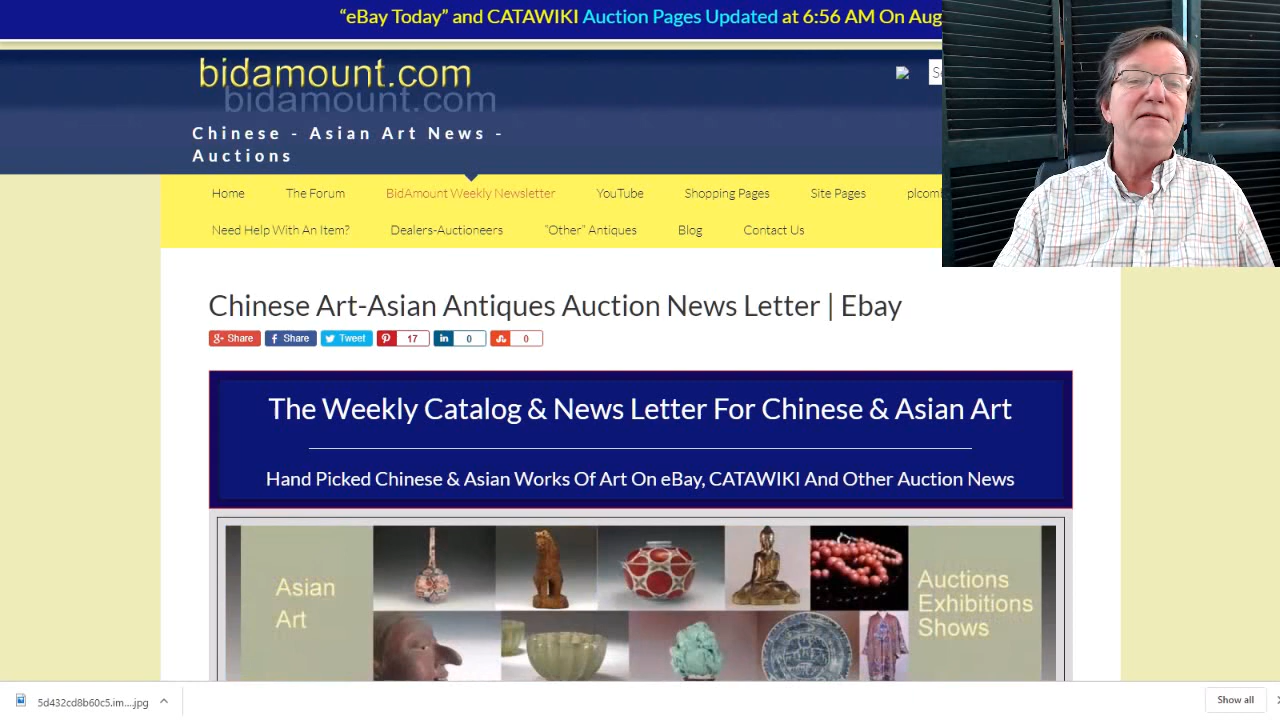 “eBay Today” and CATAWIKI Auction Pages Updated at 6:56 AM On Aug
bidamount.com
bidamount.com
Chinese - Asian Art News -
Auctions
Home The Forum BidAmount Weekly Newsletter YouTube Shopping Pages Site Pages
Need Help With An Item? Dealers-Auctioneers “Other” Antiques Blog Contact Us
Chinese Art-Asian Antiques Auction News Letter | Ebay
Share Share Tweet 17 0 0
The Weekly Catalog & News Letter For Chinese & Asian Art
Hand Picked Chinese & Asian Works Of Art On eBay, CATAWIKI And Other Auction News
Asian
Art
Auctions
Exhibitions
Shows
5d432cd8b60c5.im....jpg
Show all